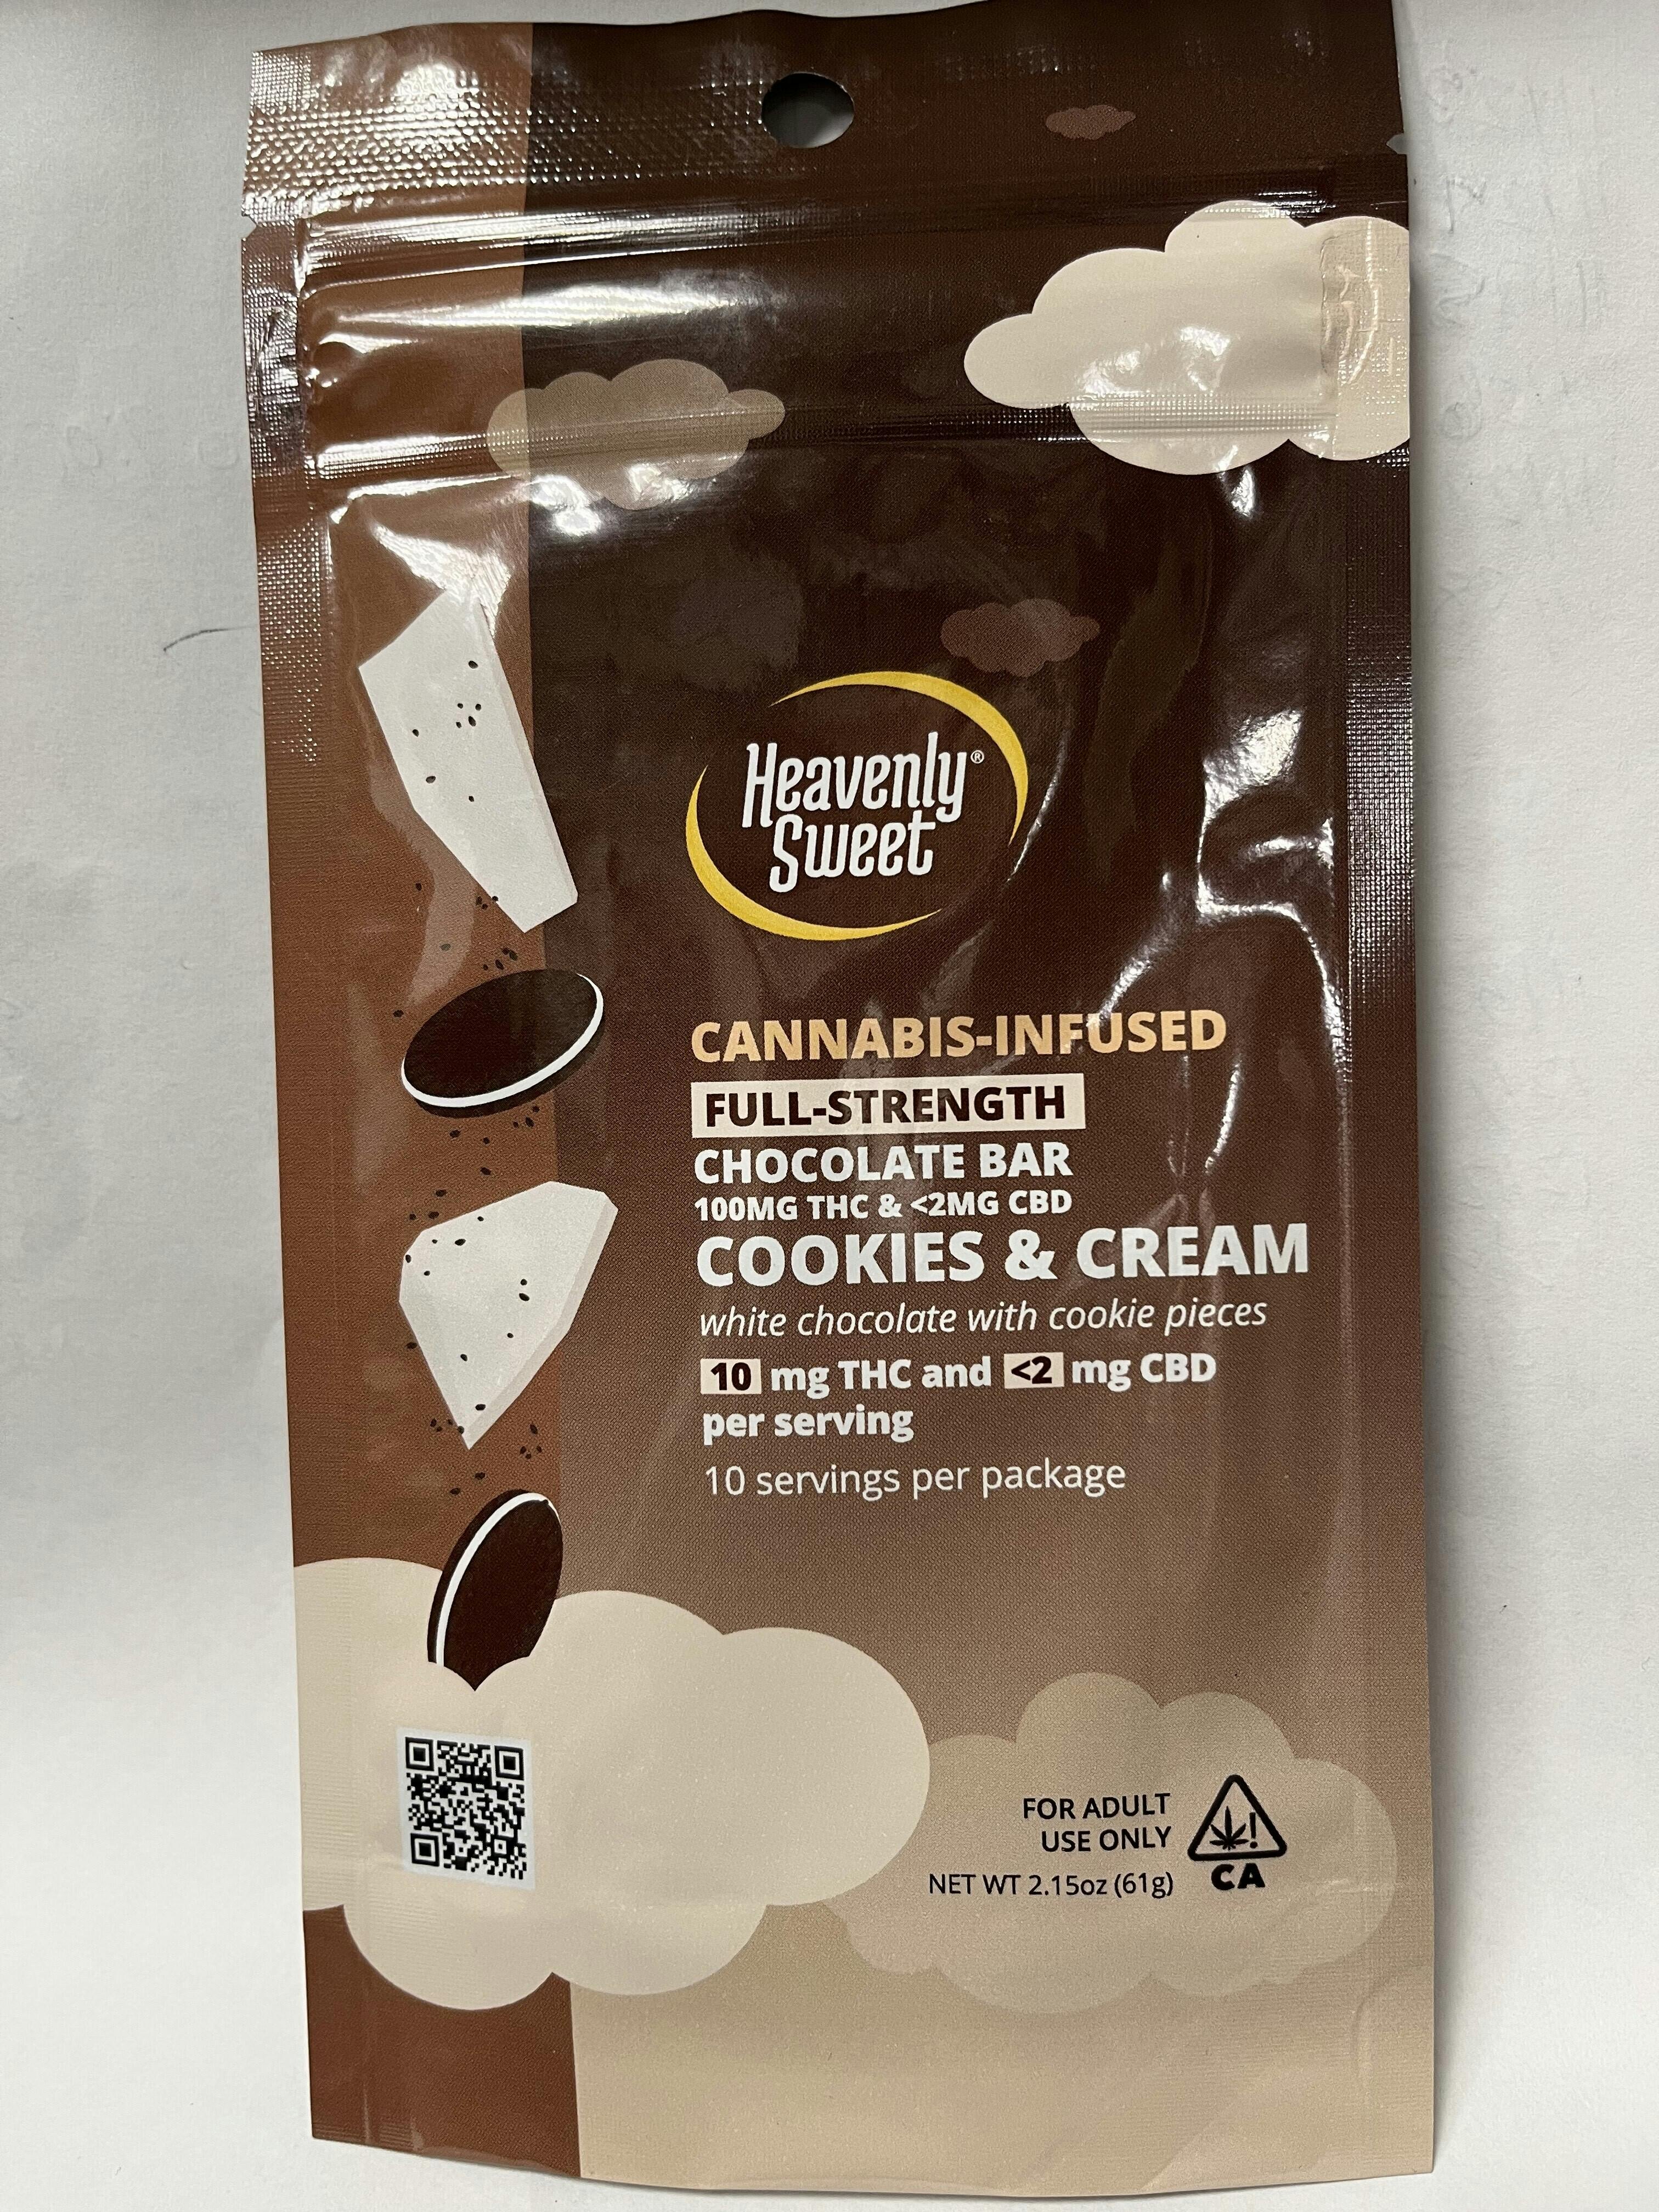 Heavenly®
Sweet
CANNABIS-INFUSED
FULL-STRENGTH
CHOCOLATE BAR
100MG THC & <2MG CBD
COOKIES & CREAM
white chocolate with cookie pieces
10 mg THC and <2 mg CBD
per serving
10 servings per package
FOR ADULT
USE ONLY
NET WT 2.15oz (61g)
!
CA